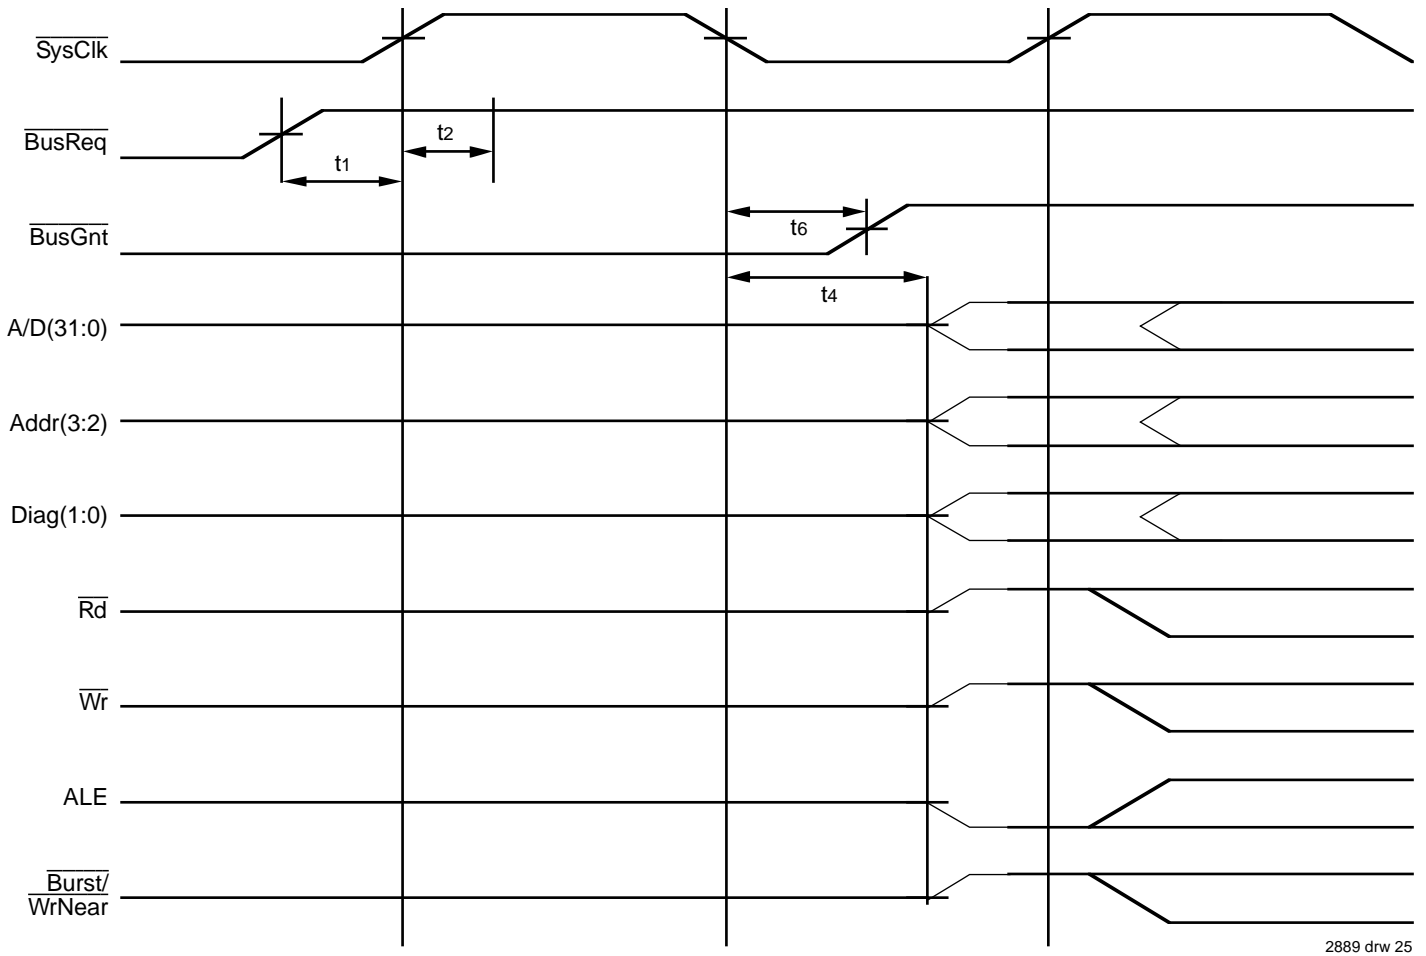 SysClk
BusReq
t2
t1
BusGnt
t6
t4
A/D(31:0)
Addr(3:2)
Diag(1:0)
Rd
Wr
ALE
Burst/
WrNear
2889 drw 25